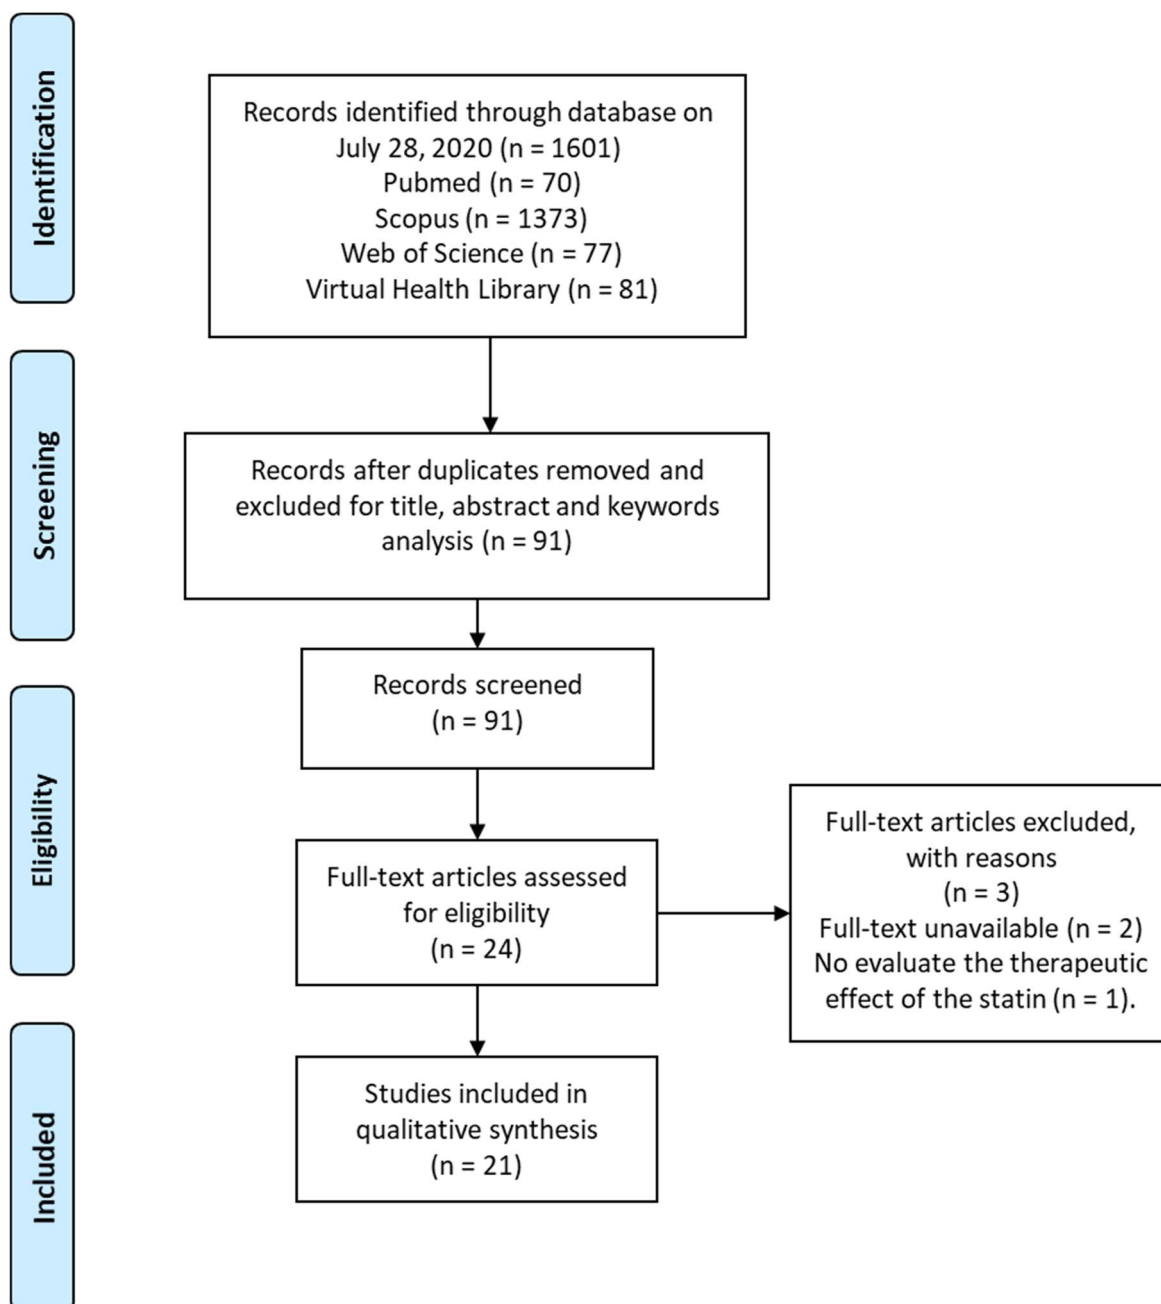 Identification
Records identified through database on
July 28, 2020 (n = 1601)
Pubmed (n = 70)
Scopus (n = 1373)
Web of Science (n = 77)
Virtual Health Library (n = 81)
Screening
Records after duplicates removed and
excluded for title, abstract and keywords
analysis (n = 91)
Records screened
(n = 91)
Eligibility
Full-text articles assessed
for eligibility
(n = 24)
Full-text articles excluded,
with reasons
(n = 3)
Full-text unavailable (n = 2)
No evaluate the therapeutic
effect of the statin (n = 1).
Included
Studies included in
qualitative synthesis
(n = 21)